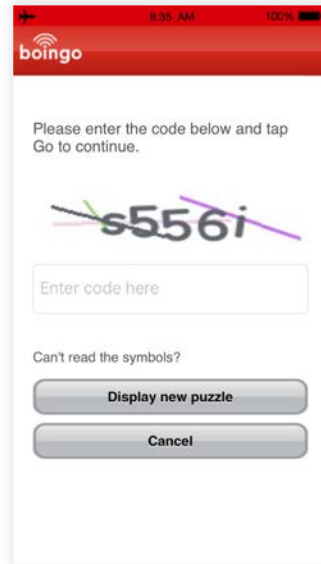 8:35 AM 100%
boingo
Please enter the code below and tap
Go to continue.
s556i
Enter code here
Can't read the symbols?
Display new puzzle
Cancel